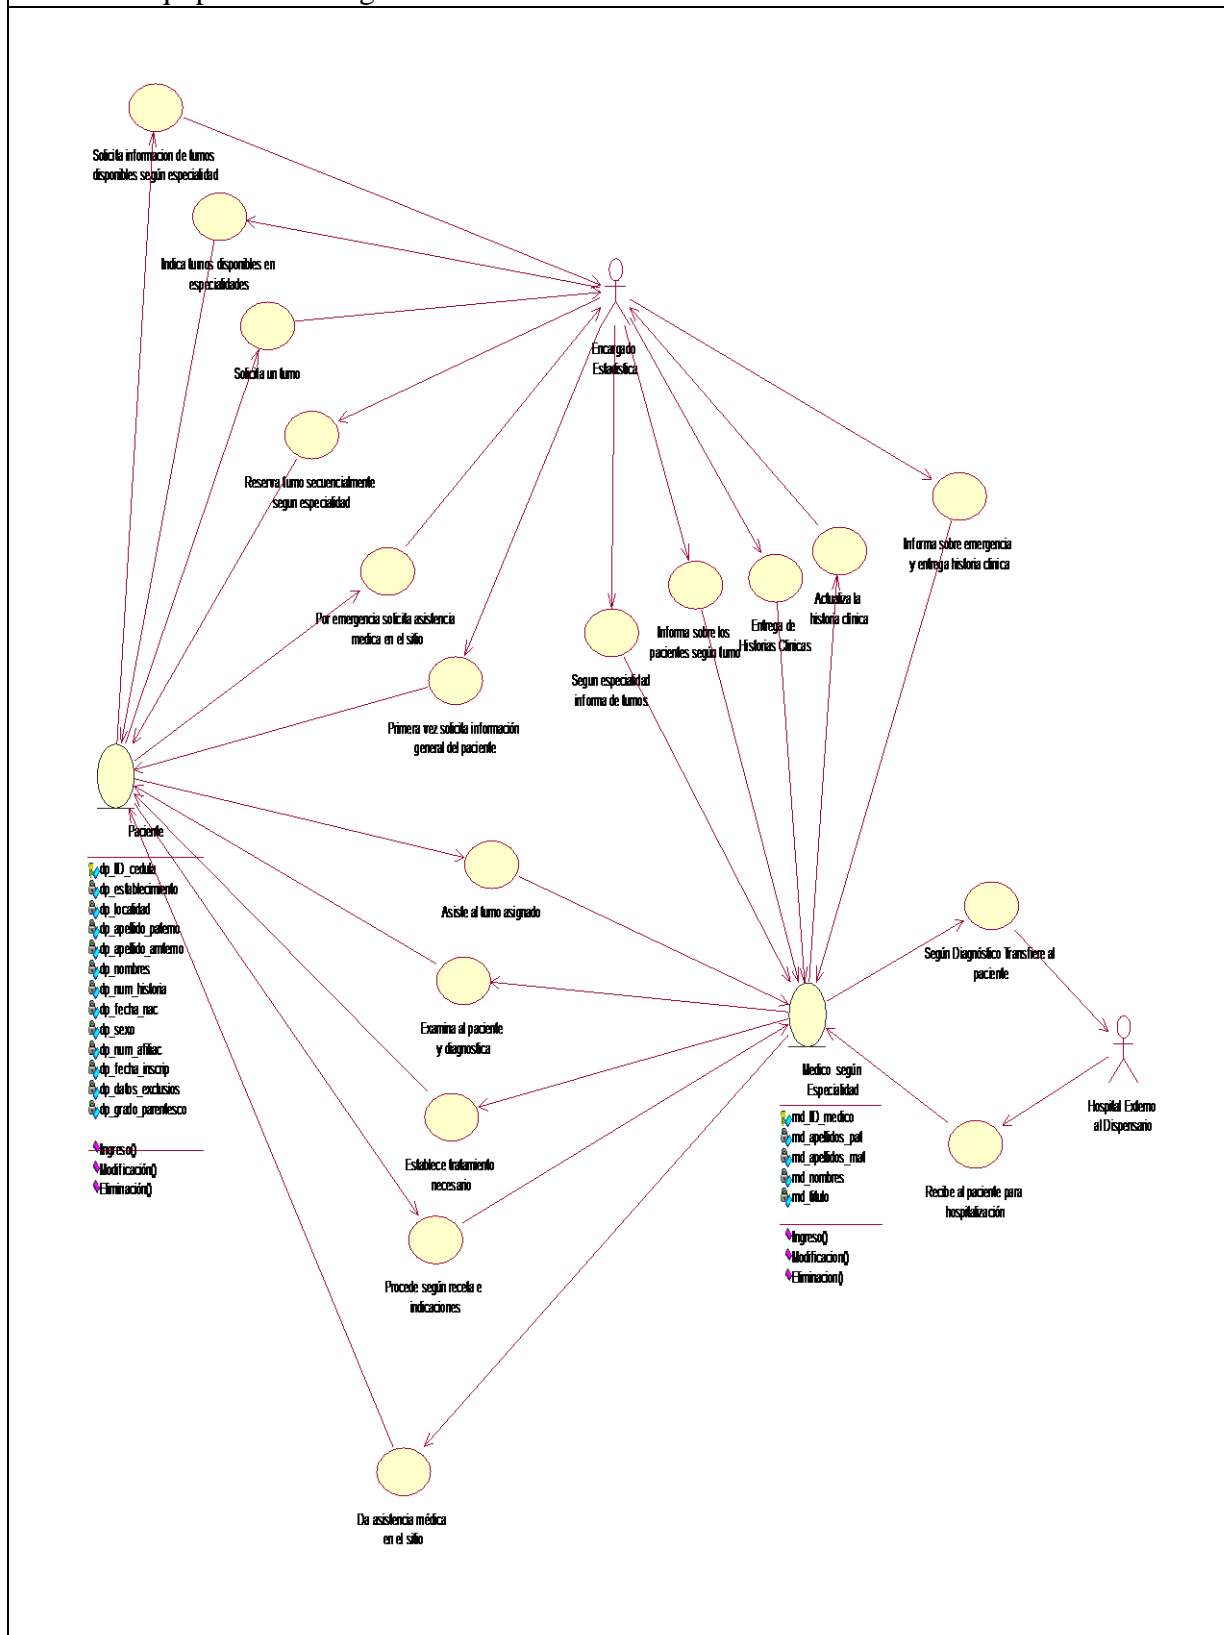 Solicita informacion de turnos
disponibles según especialidad
Indica turnos disponibles en
especialidades
Encargado
Estadistica
Solicita un turno
Reserva turno secuencialmente
segun especialidad
Informa sobre emergencia
y entrega historia clinica
Actualiza la
historia clinica
Por emergencia solicita asistencia
medica en el sitio
Informa sobre los
pacientes según turno
Entrega de
Historias Clinicas
Segun especialidad
informa de turnos
Primera vez solicita información
general del paciente
Paciente
dp_ID_cedula
dp_establecimiento
dp_localidad
dp_apellido_paterno
dp_apellido_amterno
dp_nombres
dp_num_historia
dp_fecha_nac
dp_sexo
dp_num_afiliac
dp_fecha_inscrip
dp_datos_exclusios
dp_grado_parentesco
Ingreso()
Modificación()
Eliminación()
Asiste al turno asignado
Según Diagnóstico Transfiere al
paciente
Examina al paciente
y diagnostica
Medico según
Especialidad
md_ID_medico
md_apellidos_pat
md_apellidos_mat
md_nombres
md_titulo
Ingreso()
Modificacion()
Eliminacion()
Hospital Externo
al Dispensario
Establece tratamiento
necesario
Recibe al paciente para
hospitalización
Procede según receta e
indicaciones
Da asistencia médica
en el sitio